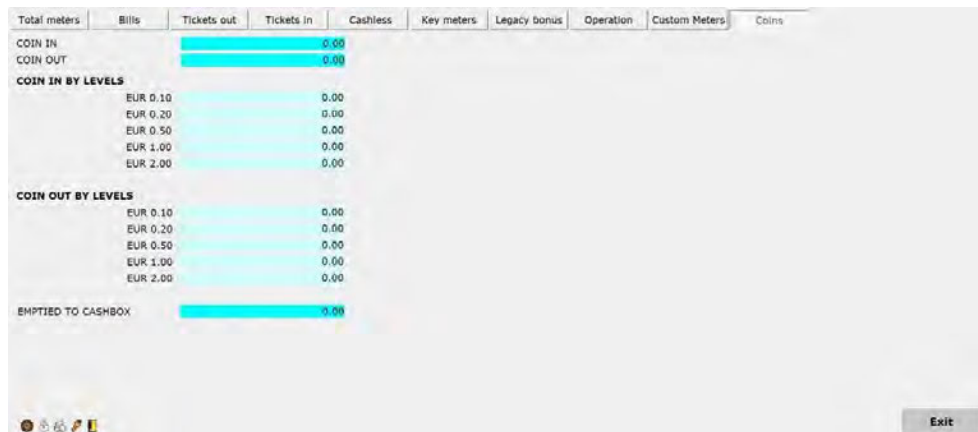 Total meters Bills Tickets out Tickets in Cashless Key meters Legacy bonus Operation Custom Meters Coins
COIN IN 0.00
COIN OUT 0.00
COIN IN BY LEVELS
EUR 0.10 0.00
EUR 0.20 0.00
EUR 0.50 0.00
EUR 1.00 0.00
EUR 2.00 0.00
COIN OUT BY LEVELS
EUR 0.10 0.00
EUR 0.20 0.00
EUR 0.50 0.00
EUR 1.00 0.00
EUR 2.00 0.00
EMPTIED TO CASHBOX 0.00
Exit